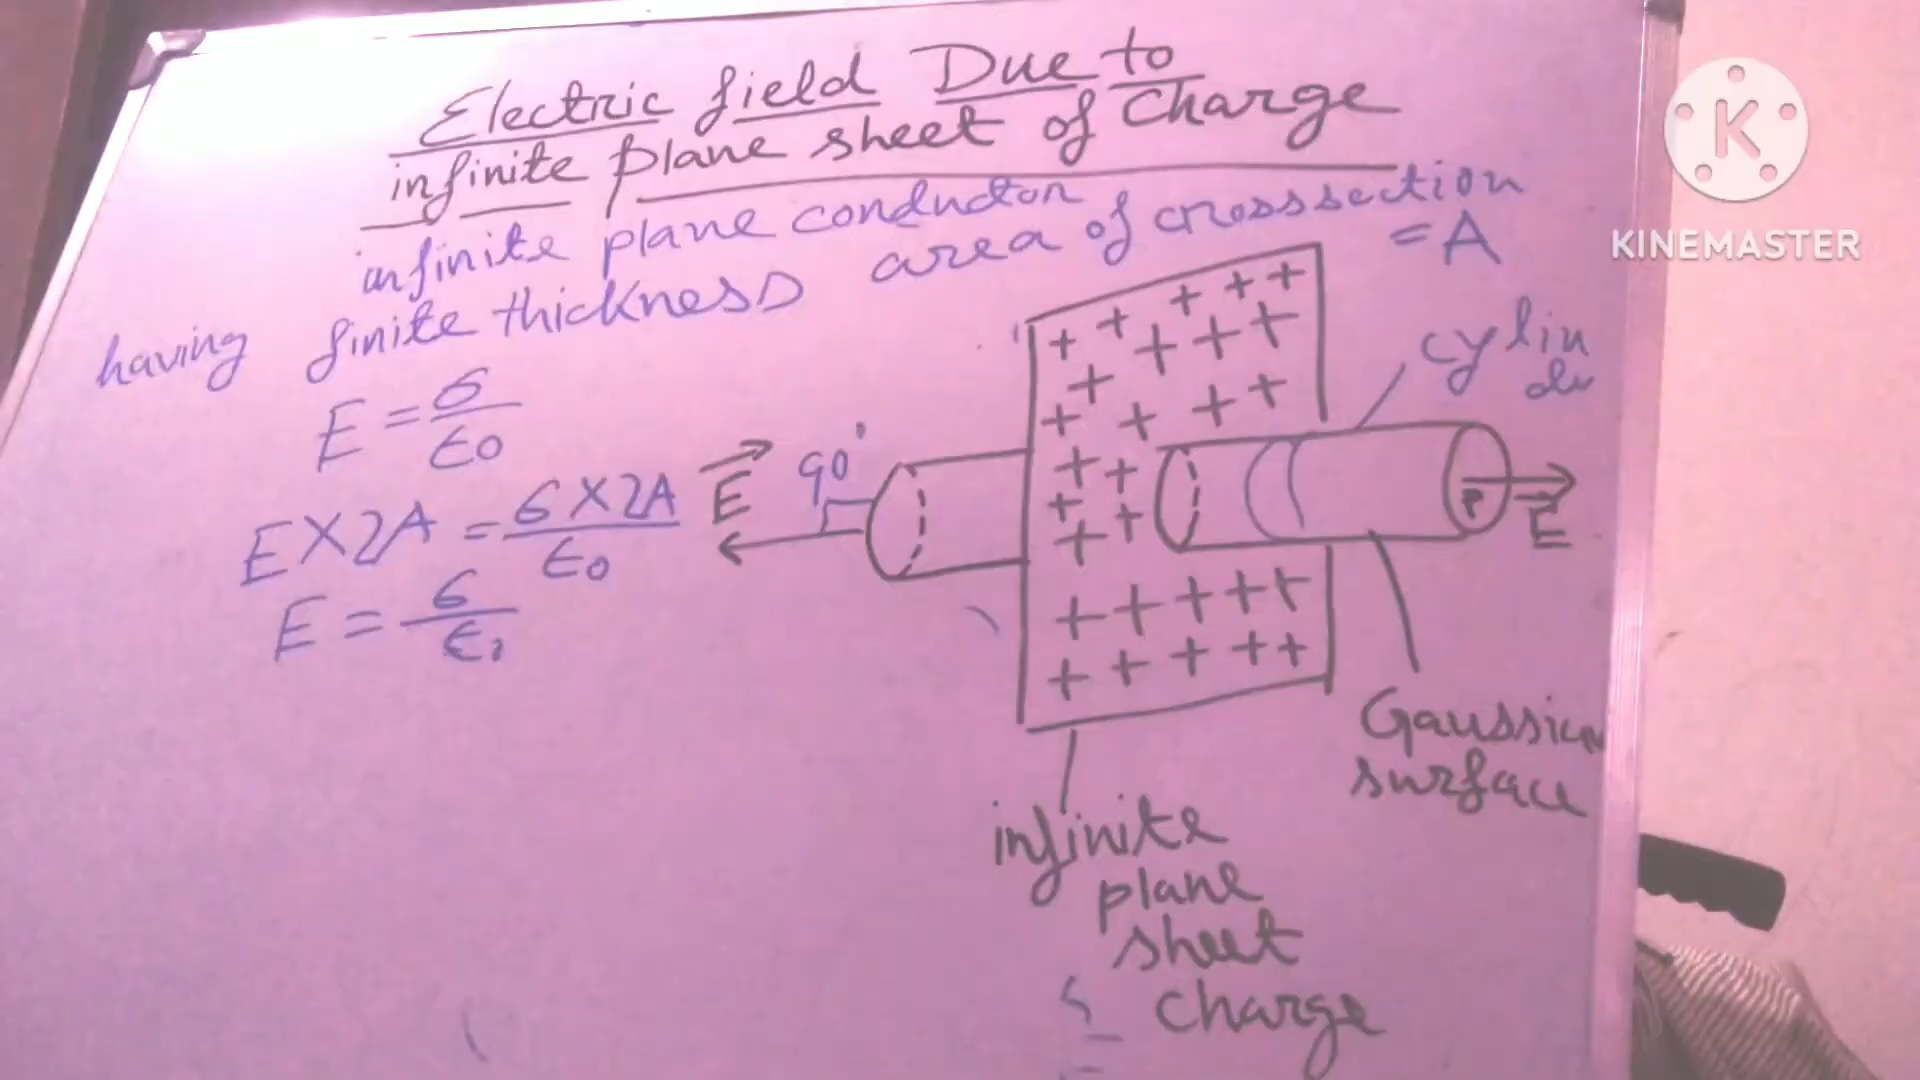 Electric field Due to
infinite plane sheet of Charge
infinite plane conductor
having finite thickness area of crosssection
= A
E = σ/ϵ0
E×2A = σ×2A/ϵ0
E = σ/ϵ
E
90°
+ + + + +
+ + + +
+ + + + +
+ +
+ +
+
+ + + + +
+ + + + +
cylin
P
E
Gaussian
surface
infinite
plane
sheet
charge
K
KINEMASTER